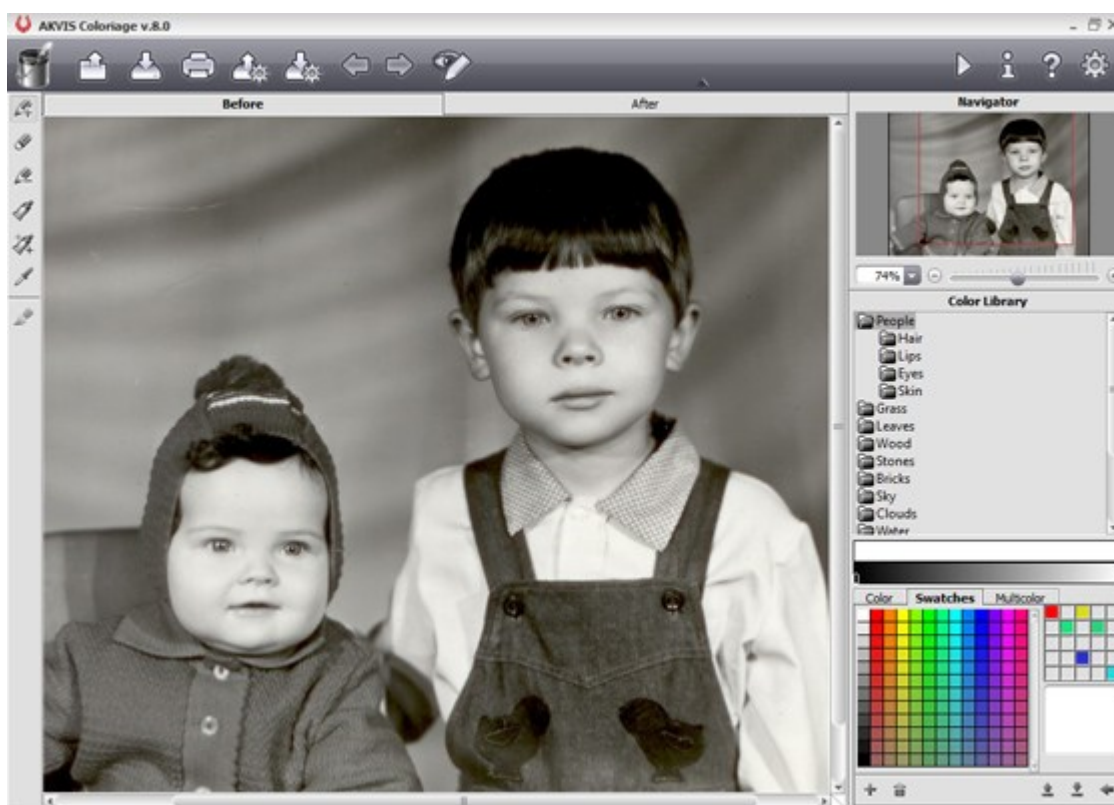 AKVIS Coloriage v.8.0
Before
After
Navigator
74%
Color Library
People
Hair
Lips
Eyes
Skin
Grass
Leaves
Wood
Stones
Bricks
Sky
Clouds
Water
Color
Swatches
Multicolor